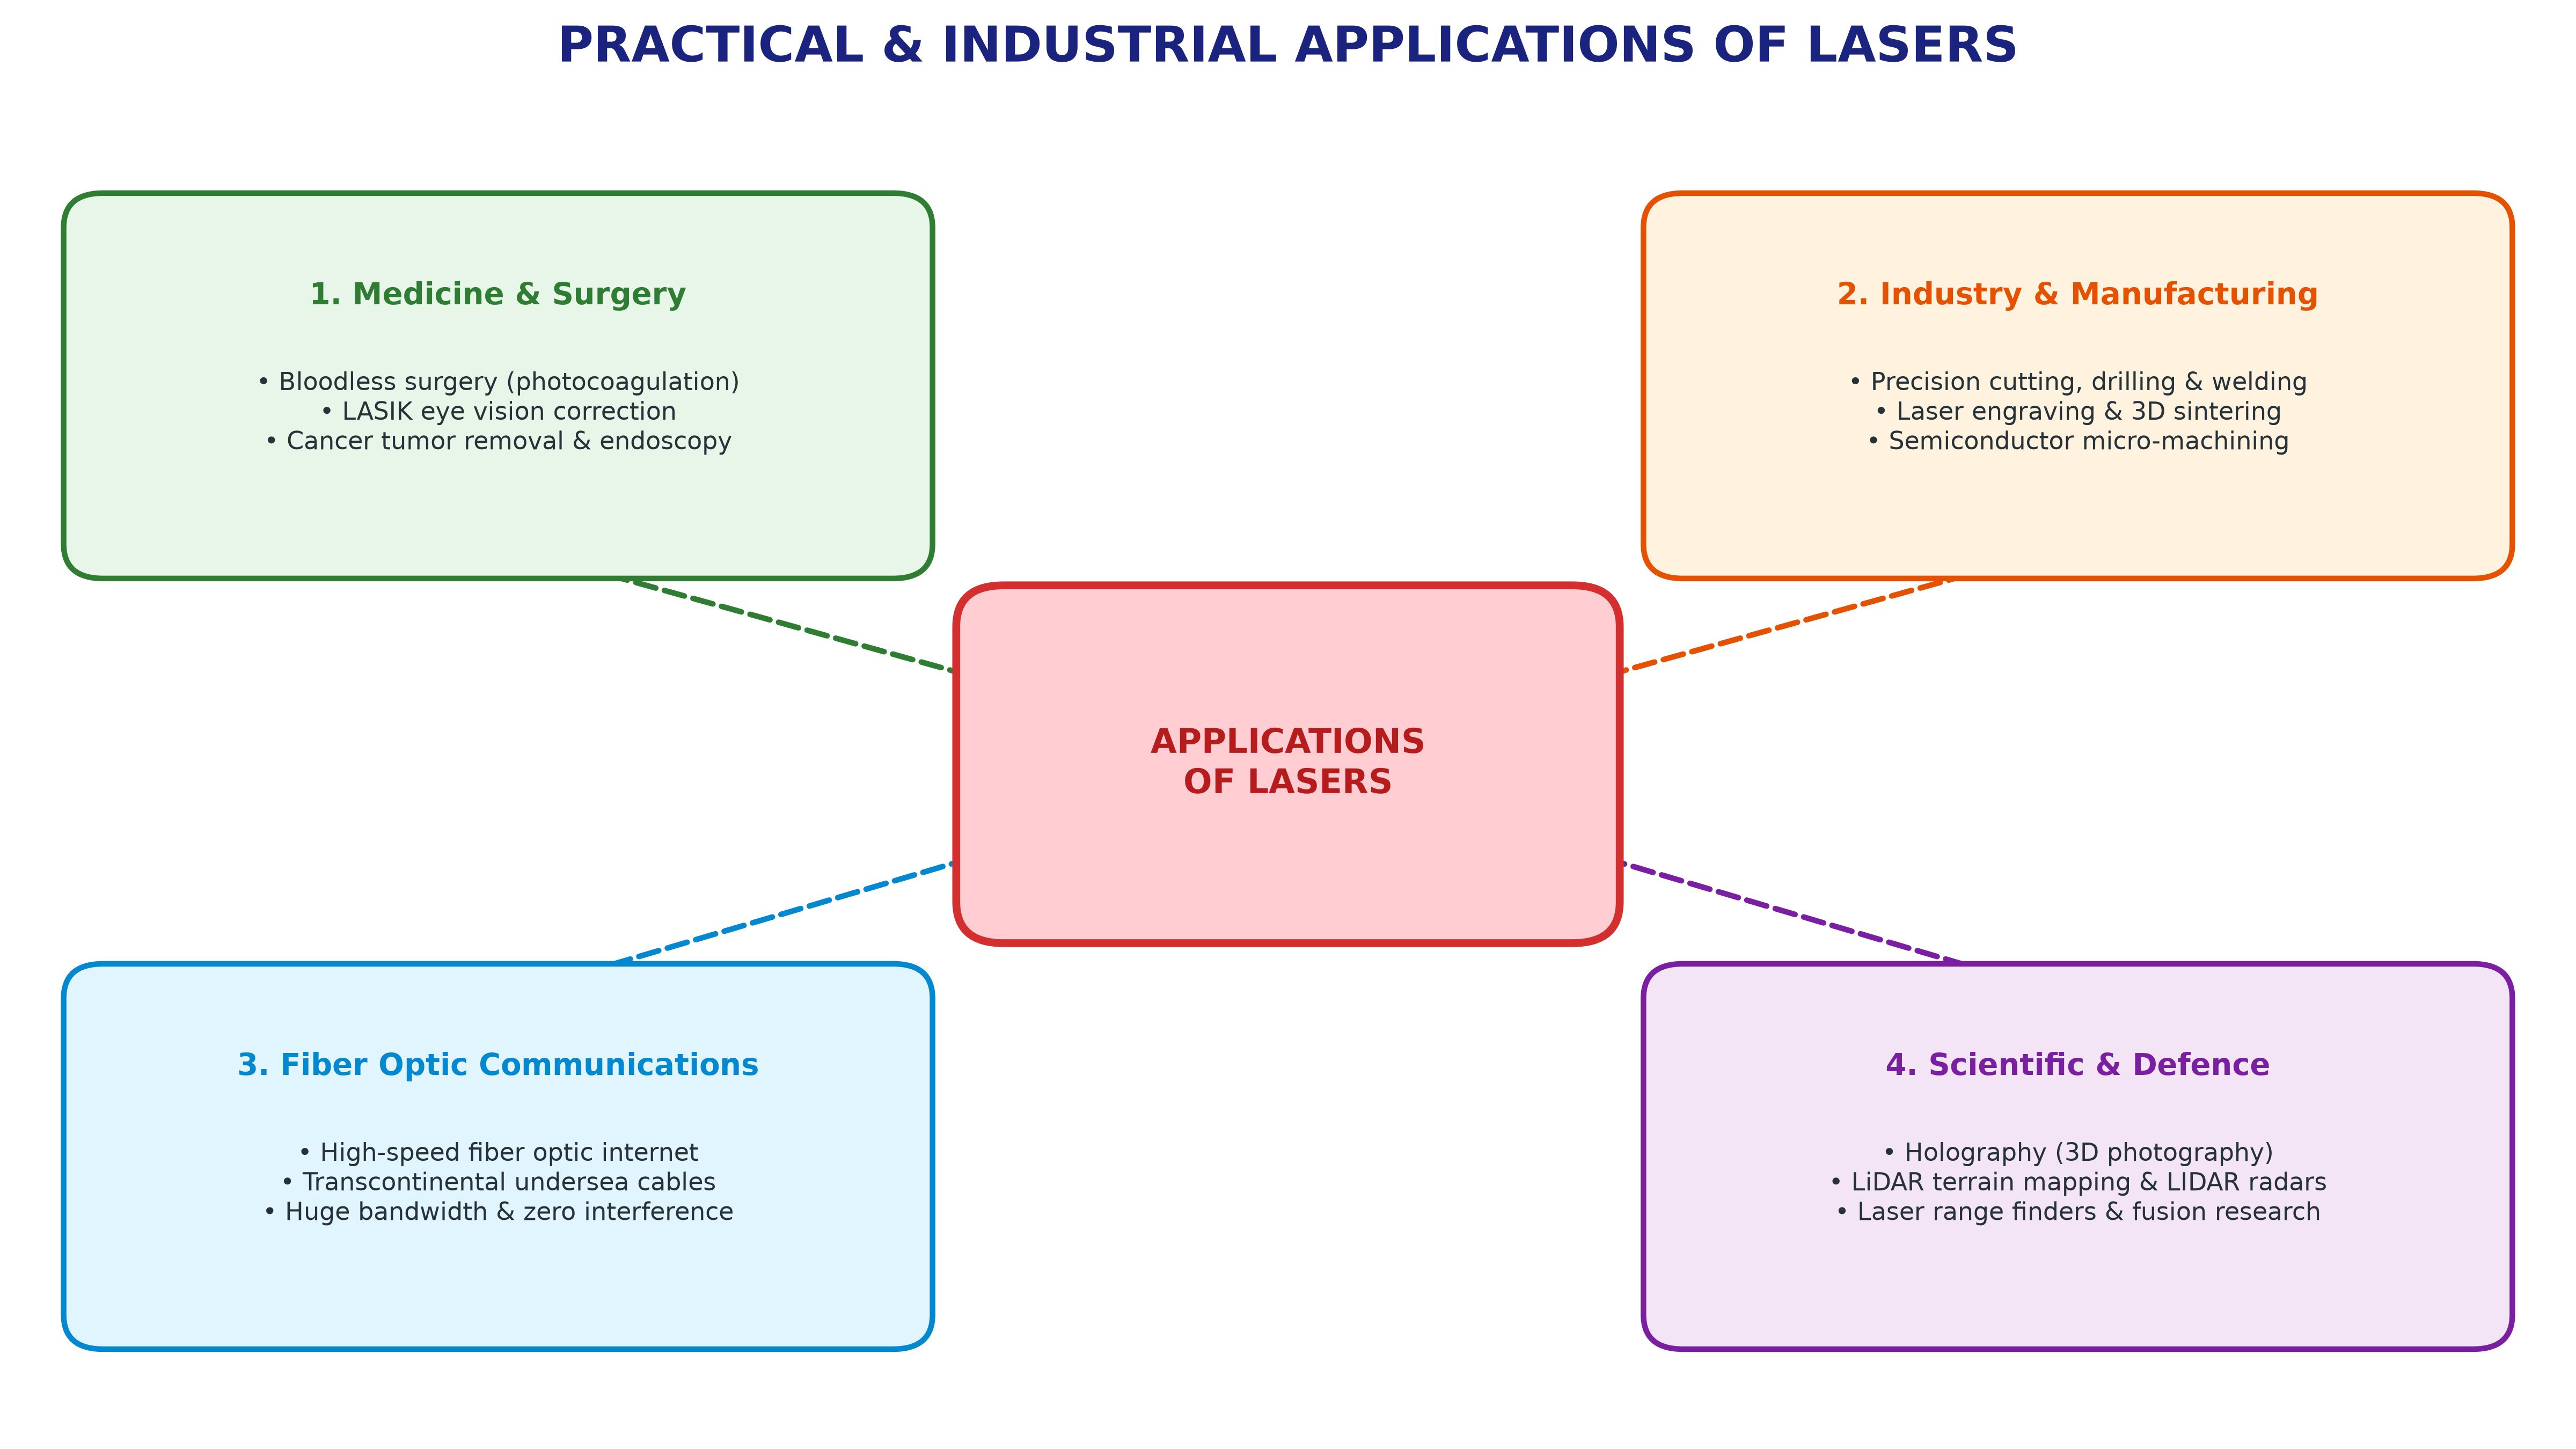 PRACTICAL & INDUSTRIAL APPLICATIONS OF LASERS
1. Medicine & Surgery
• Bloodless surgery (photocoagulation)
• LASIK eye vision correction
• Cancer tumor removal & endoscopy
2. Industry & Manufacturing
• Precision cutting, drilling & welding
• Laser engraving & 3D sintering
• Semiconductor micro-machining
APPLICATIONS
OF LASERS
3. Fiber Optic Communications
• High-speed fiber optic internet
• Transcontinental undersea cables
• Huge bandwidth & zero interference
4. Scientific & Defence
• Holography (3D photography)
• LiDAR terrain mapping & LIDAR radars
• Laser range finders & fusion research